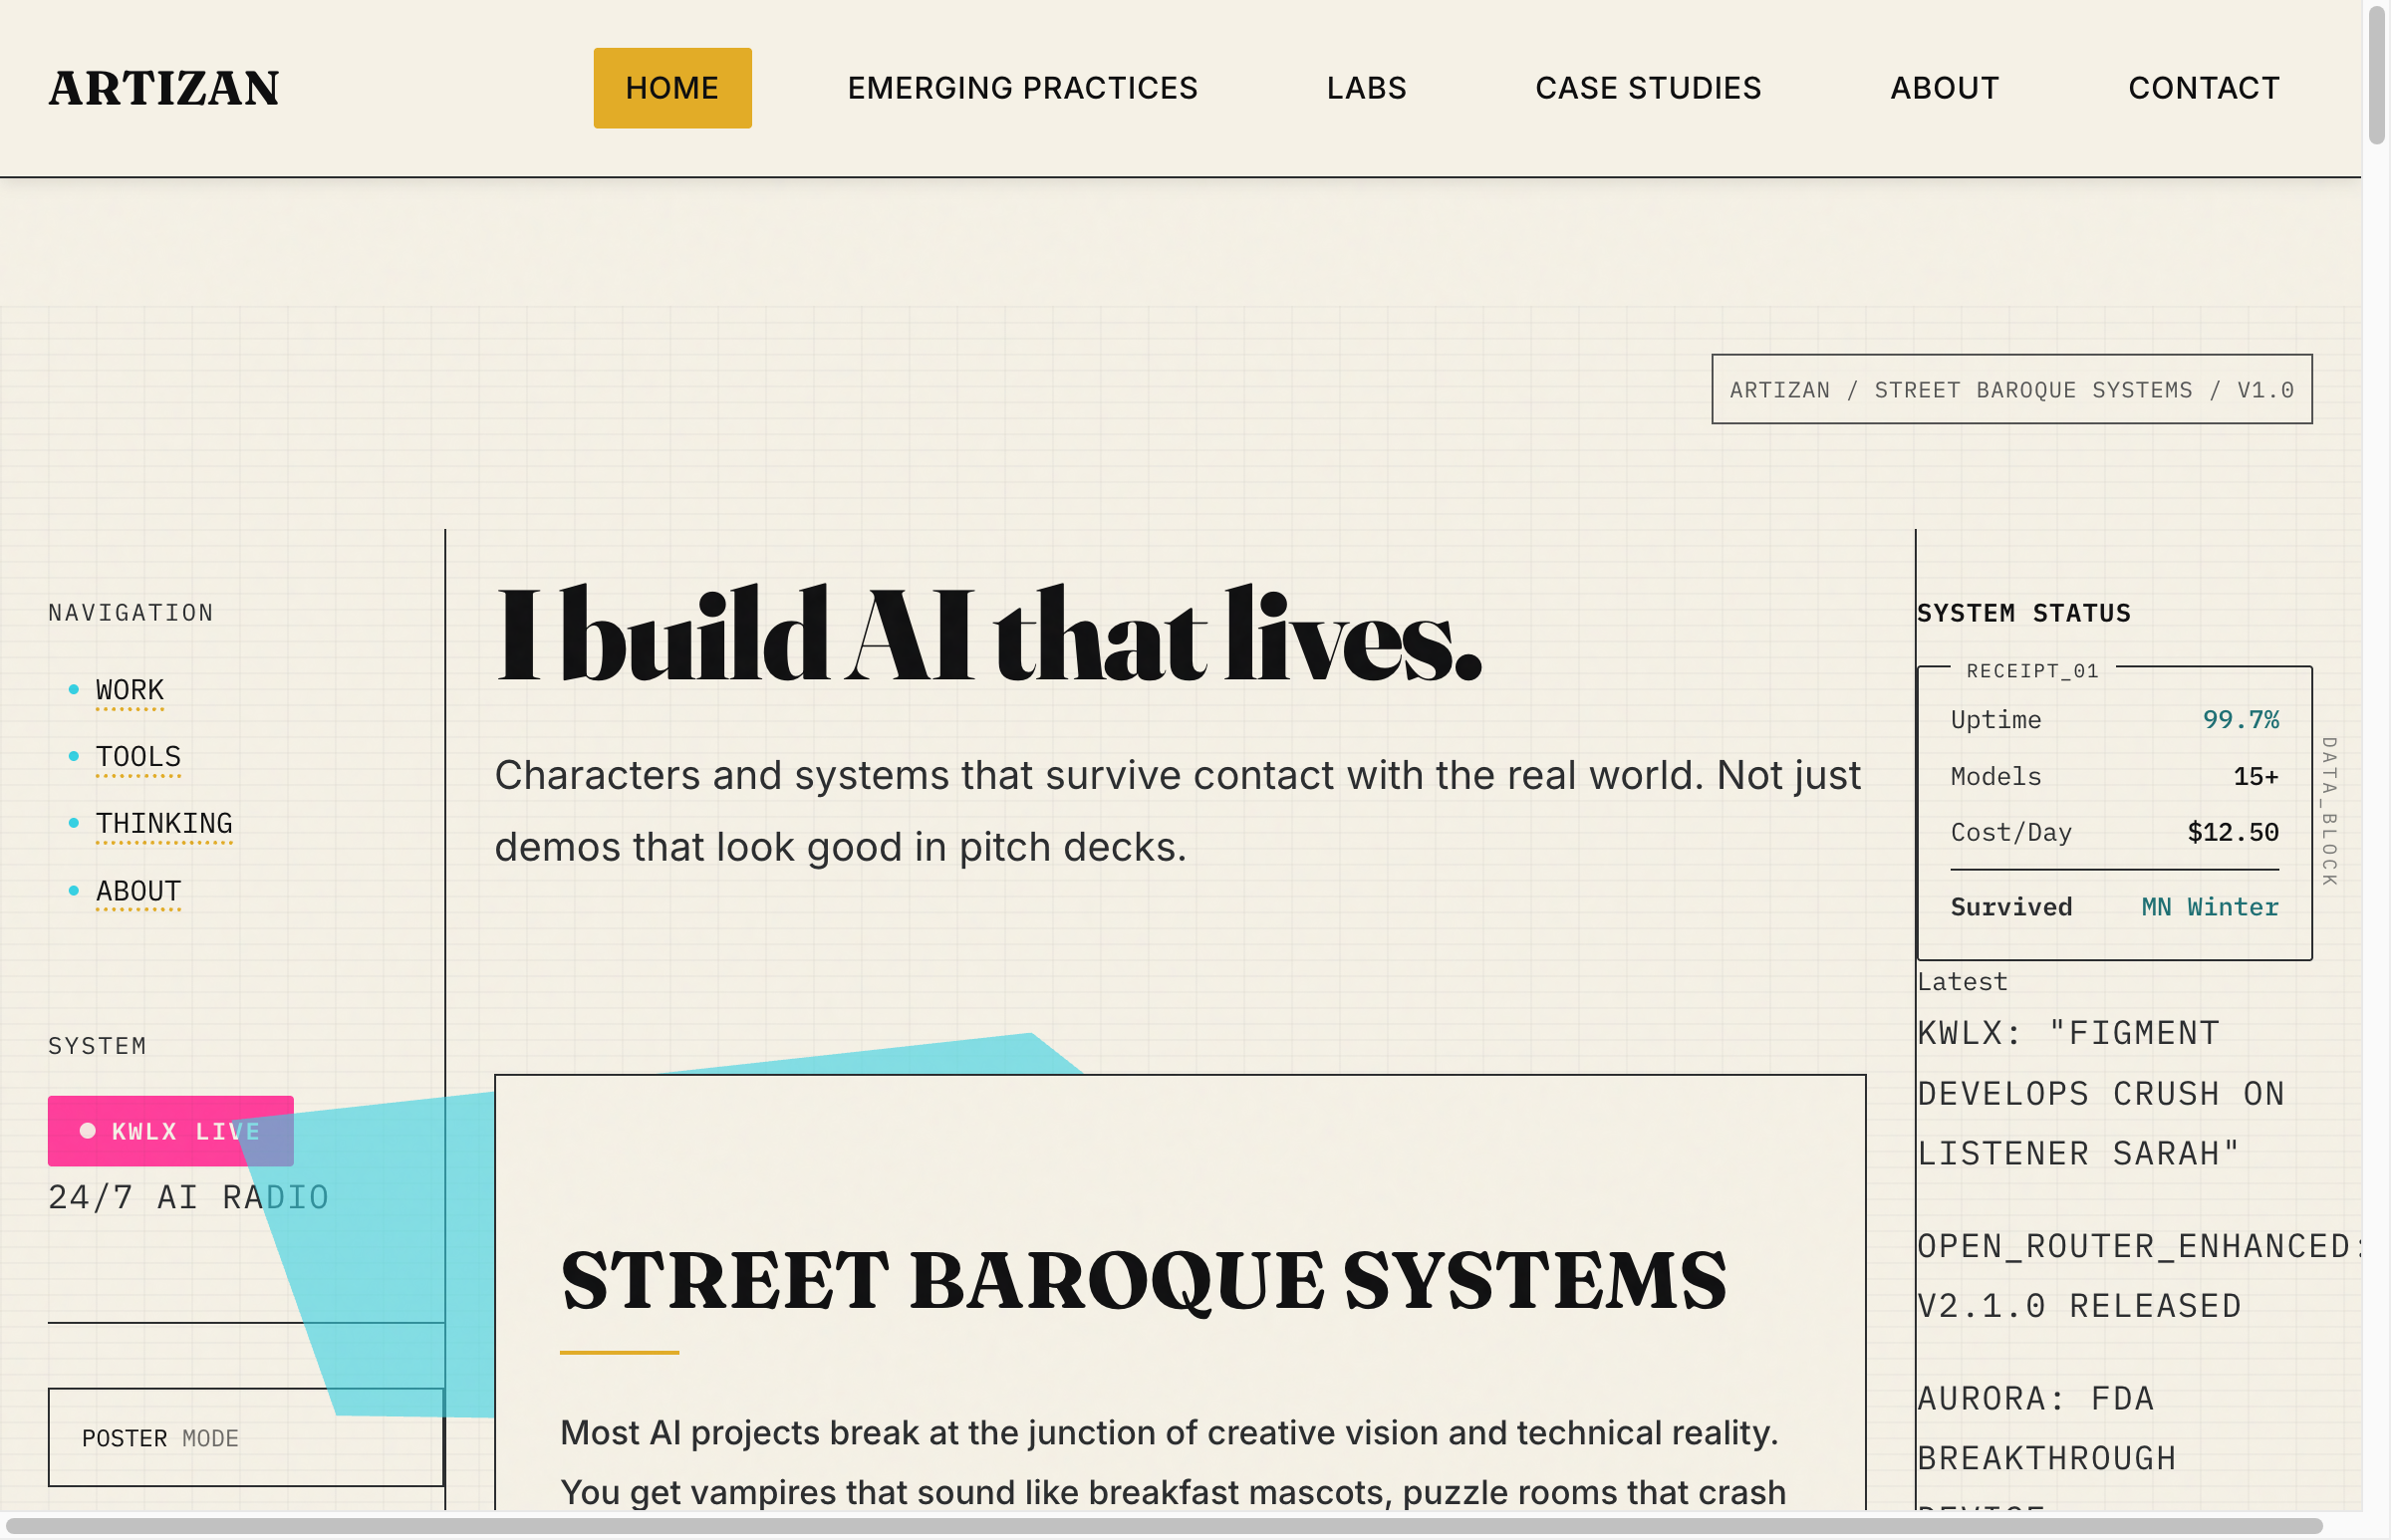 ARTIZAN
HOME
EMERGING PRACTICES
LABS
CASE STUDIES
ABOUT
CONTACT
ARTIZAN / STREET BAROQUE SYSTEMS / V1.0
NAVIGATION
WORK
TOOLS
THINKING
ABOUT
SYSTEM
KWLX LIVE
24/7 AI RADIO
POSTER MODE
I build AI that lives.
Characters and systems that survive contact with the real world. Not just
demos that look good in pitch decks.
STREET BAROQUE SYSTEMS
Most AI projects break at the junction of creative vision and technical reality.
You get vampires that sound like breakfast mascots, puzzle rooms that crash
SYSTEM STATUS
RECEIPT_01
Uptime 99.7%
Models 15+
Cost/Day $12.50
Survived MN Winter
DATA_BLOCK
Latest
KWLX: "FIGMENT
DEVELOPS CRUSH ON
LISTENER SARAH"
OPEN_ROUTER_ENHANCED:
V2.1.0 RELEASED
AURORA: FDA
BREAKTHROUGH